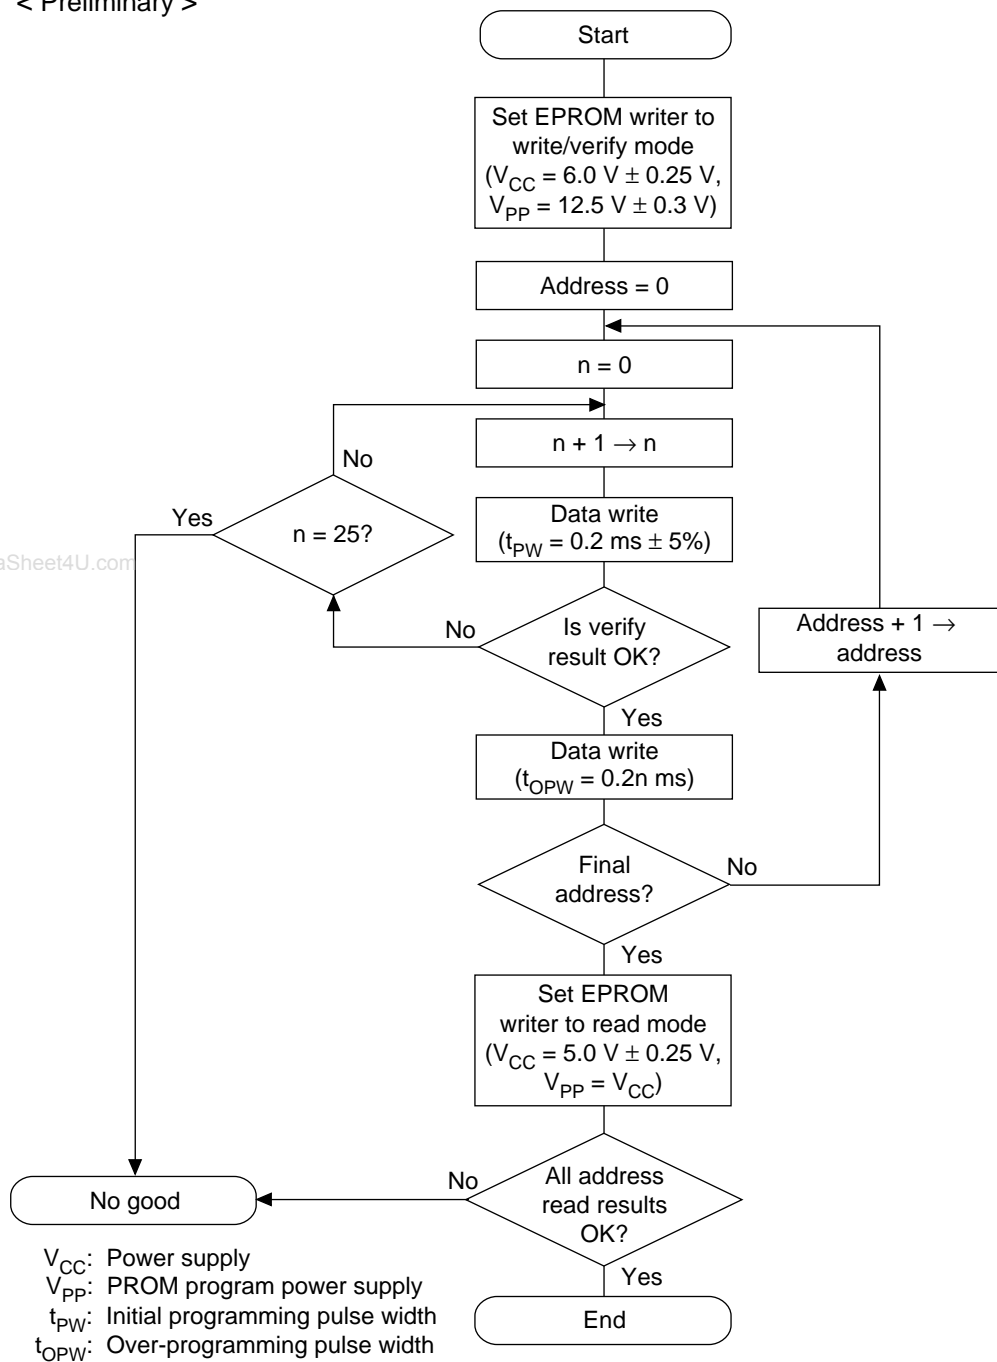 < Preliminary >
Start
Set EPROM writer to
write/verify mode
(VCC = 6.0 V ± 0.25 V,
VPP = 12.5 V ± 0.3 V)
Address = 0
n = 0
n + 1 → n
No
Yes
n = 25?
Data write
(tPW = 0.2 ms ± 5%)
aSheet4U.com
No
Is verify
result OK?
Address + 1 →
address
Yes
Data write
(tOPW = 0.2n ms)
Final
address?
No
Yes
Set EPROM
writer to read mode
(VCC = 5.0 V ± 0.25 V,
VPP = VCC)
No good
No
All address
read results
OK?
Yes
End
VCC: Power supply
VPP: PROM program power supply
tPW: Initial programming pulse width
tOPW: Over-programming pulse width